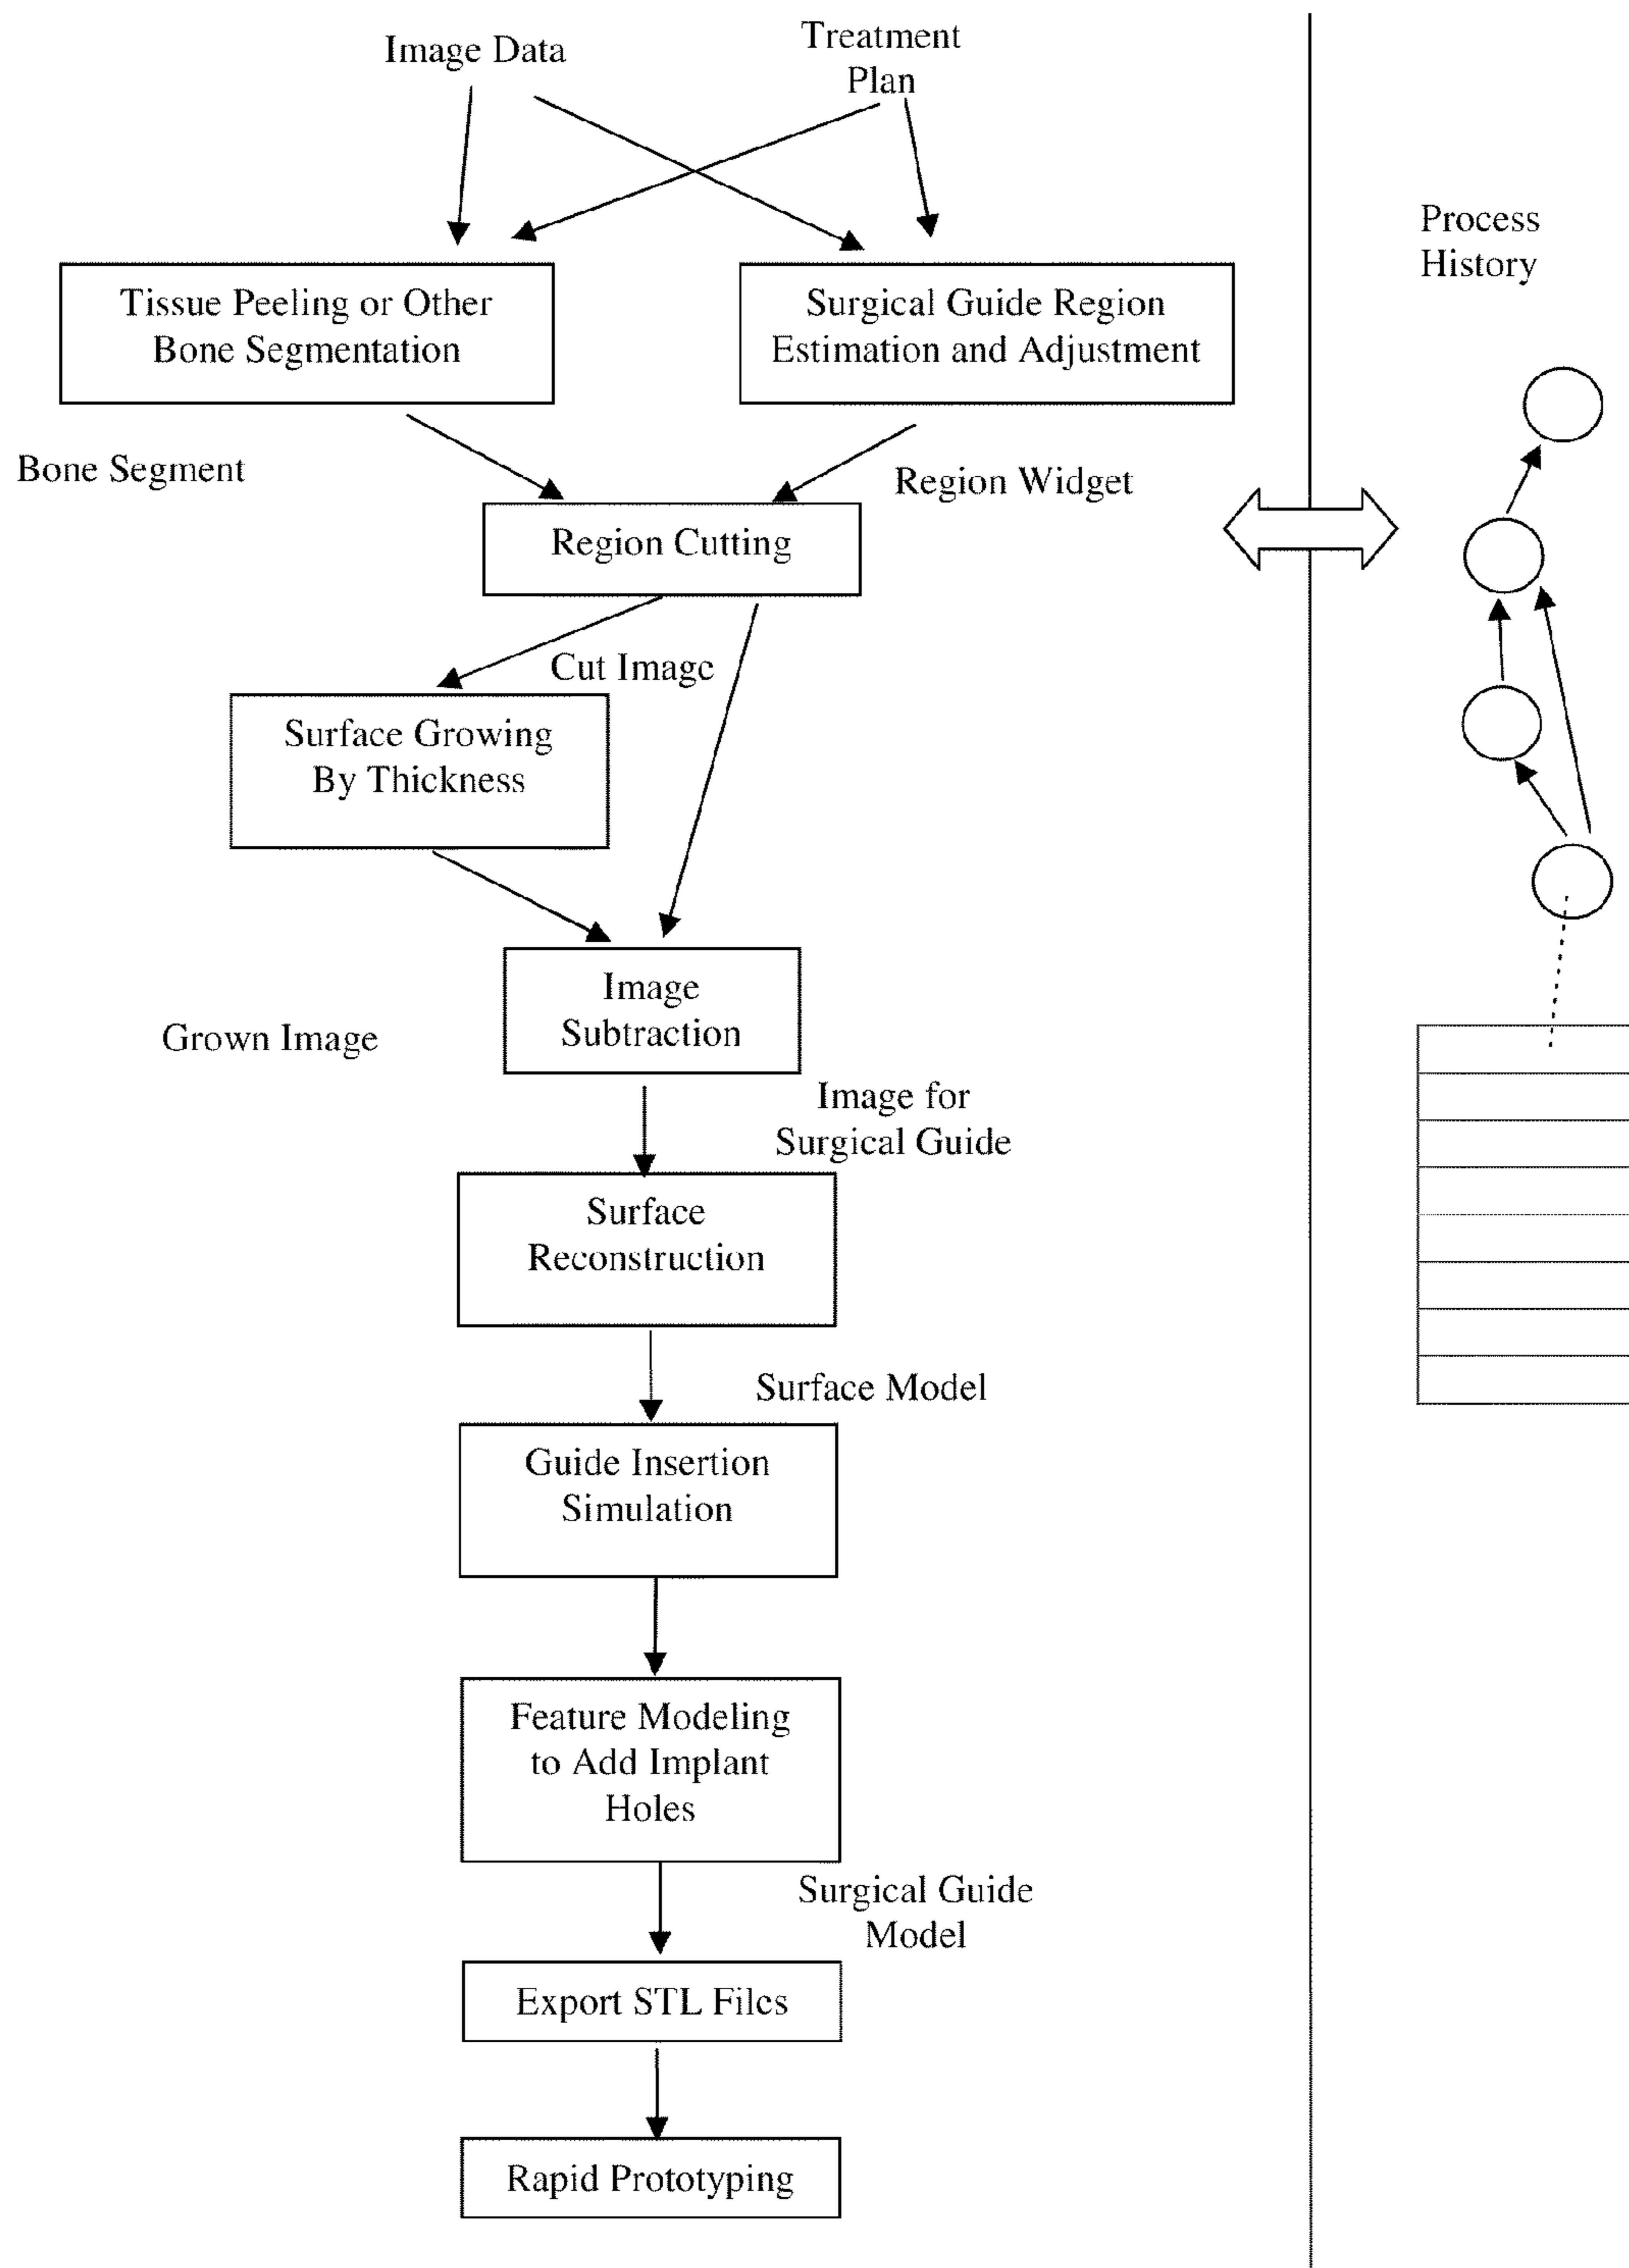 Image Data
Treatment
Plan
Process
History
Tissue Peeling or Other
Bone Segmentation
Surgical Guide Region
Estimation and Adjustment
Bone Segment
Region Widget
Region Cutting
Cut Image
Surface Growing
By Thickness
Image
Subtraction
Grown Image
Image for
Surgical Guide
Surface
Reconstruction
Surface Model
Guide Insertion
Simulation
Feature Modeling
to Add Implant
Holes
Surgical Guide
Model
Export STL Files
Rapid Prototyping